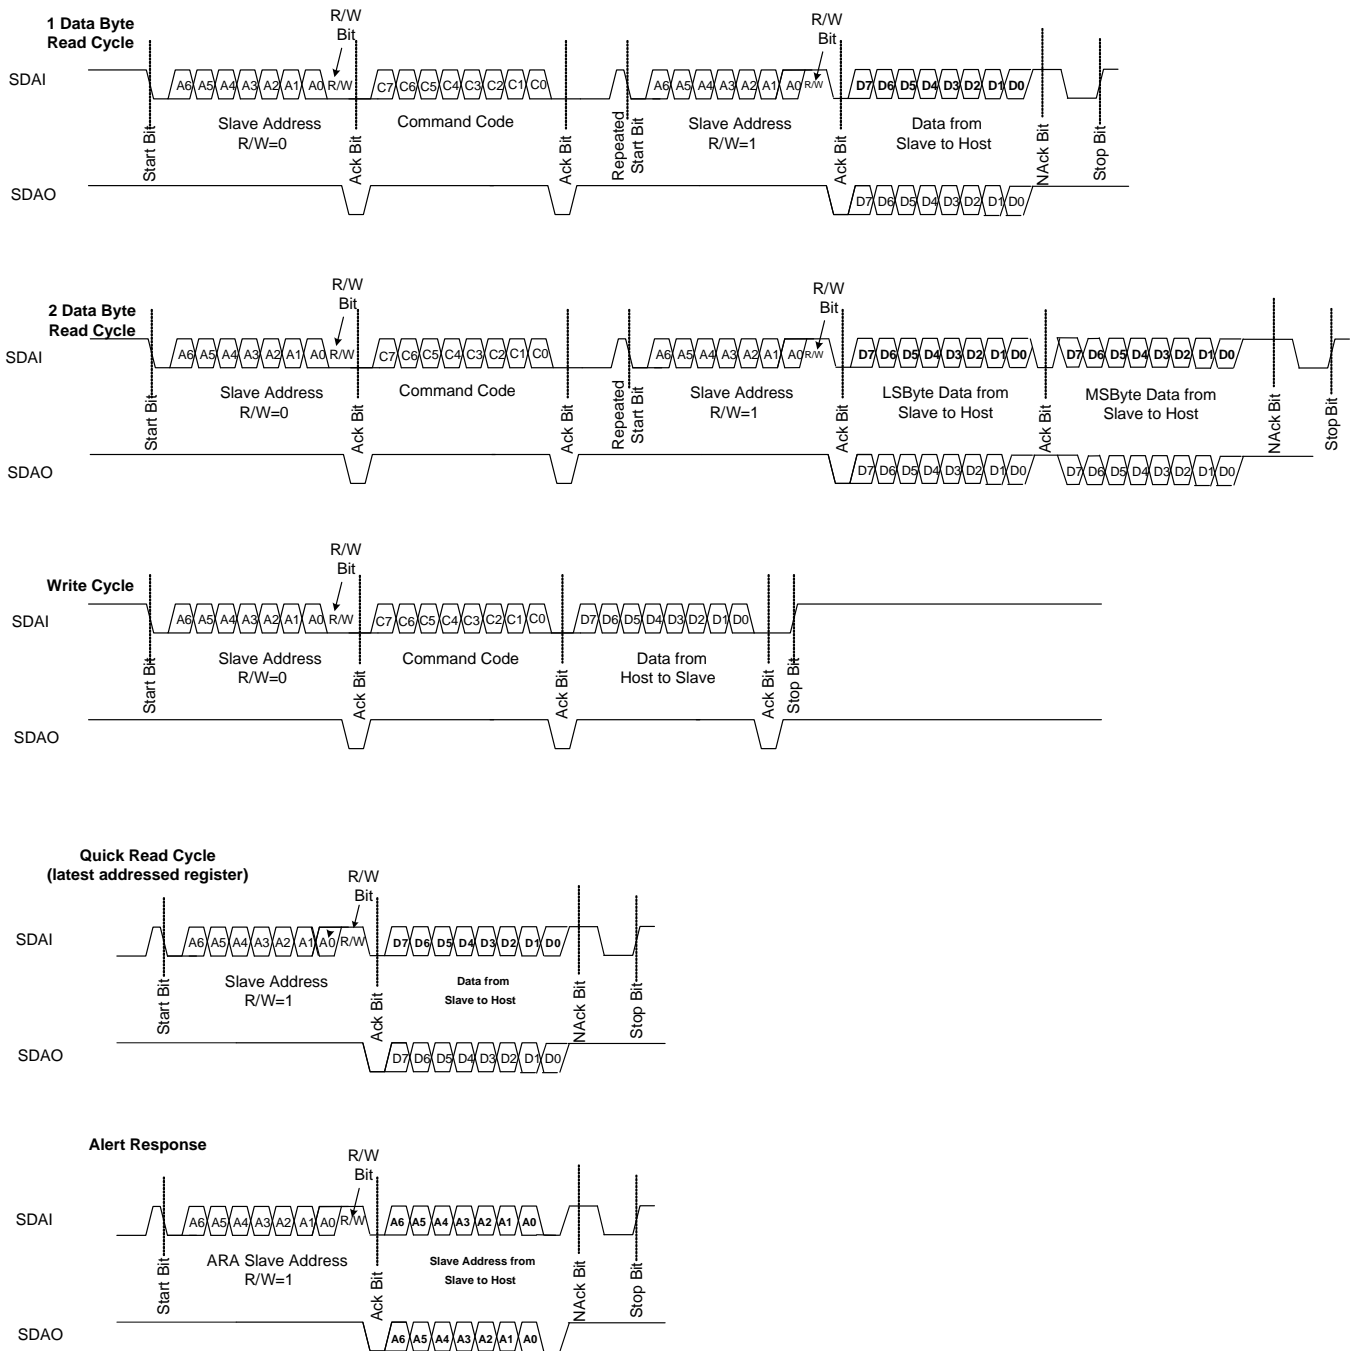 1 Data Byte
Read Cycle
R/W
Bit
R/W
Bit
SDAI
A6 A5 A4 A3 A2 A1 A0 R/W C7 C6 C5 C4 C3 C2 C1 C0 A6 A5 A4 A3 A2 A1 A0 R/W D7 D6 D5 D4 D3 D2 D1 D0
Slave Address
R/W=0
Command Code
Slave Address
R/W=1
Data from
Slave to Host
Start Bit
Ack Bit
Ack Bit
Repeated
Start Bit
Ack Bit
NAck Bit
Stop Bit
SDAO
D7 D6 D5 D4 D3 D2 D1 D0
2 Data Byte
Read Cycle
R/W
Bit
R/W
Bit
SDAI
A6 A5 A4 A3 A2 A1 A0 R/W C7 C6 C5 C4 C3 C2 C1 C0 A6 A5 A4 A3 A2 A1 A0 R/W D7 D6 D5 D4 D3 D2 D1 D0 D7 D6 D5 D4 D3 D2 D1 D0
Slave Address
R/W=0
Command Code
Slave Address
R/W=1
LSByte Data from
Slave to Host
MSByte Data from
Slave to Host
Start Bit
Ack Bit
Ack Bit
Repeated
Start Bit
Ack Bit
Ack Bit
NAck Bit
Stop Bit
SDAO
D7 D6 D5 D4 D3 D2 D1 D0 D7 D6 D5 D4 D3 D2 D1 D0
Write Cycle
R/W
Bit
SDAI
A6 A5 A4 A3 A2 A1 A0 R/W C7 C6 C5 C4 C3 C2 C1 C0 D7 D6 D5 D4 D3 D2 D1 D0
Slave Address
R/W=0
Command Code
Data from
Host to Slave
Start Bit
Ack Bit
Ack Bit
Ack Bit
Stop Bit
SDAO
Quick Read Cycle
(latest addressed register)
R/W
Bit
SDAI
A6 A5 A4 A3 A2 A1 A0 R/W D7 D6 D5 D4 D3 D2 D1 D0
Slave Address
R/W=1
Data from
Slave to Host
Start Bit
Ack Bit
NAck Bit
Stop Bit
SDAO
D7 D6 D5 D4 D3 D2 D1 D0
Alert Response
R/W
Bit
SDAI
A6 A5 A4 A3 A2 A1 A0 R/W A6 A5 A4 A3 A2 A1 A0
ARA Slave Address
R/W=1
Slave Address from
Slave to Host
Start Bit
Ack Bit
NAck Bit
Stop Bit
SDAO
A6 A5 A4 A3 A2 A1 A0